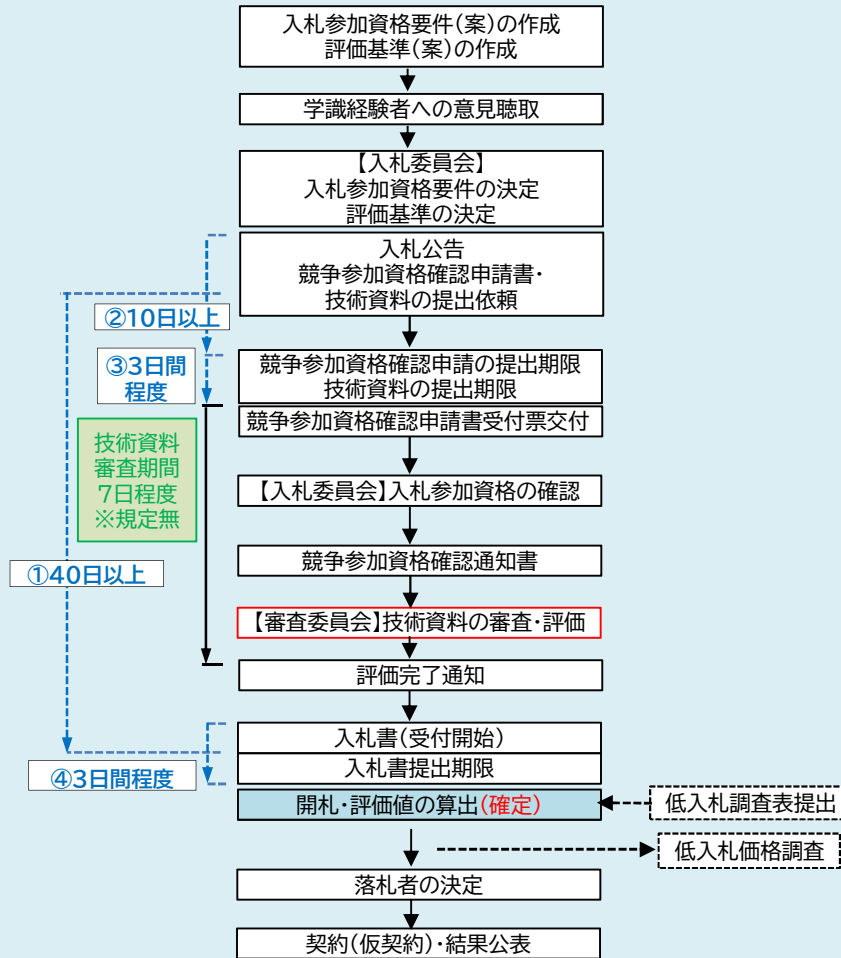 入札参加資格要件(案)の作成
評価基準(案)の作成
学識経験者への意見聴取
【入札委員会】
入札参加資格要件の決定
評価基準の決定
入札公告
競争参加資格確認申請書・
技術資料の提出依頼
②10日以上
③3日間
程度
競争参加資格確認申請の提出期限
技術資料の提出期限
競争参加資格確認申請書受付票交付
技術資料
審査期間
7日程度
※規定無
【入札委員会】入札参加資格の確認
競争参加資格確認通知書
①40日以上
【審査委員会】技術資料の審査・評価
評価完了通知
入札書(受付開始)
入札書提出期限
④3日間程度
開札・評価値の算出(確定)
低入札調査表提出
低入札価格調査
落札者の決定
契約(仮契約)・結果公表